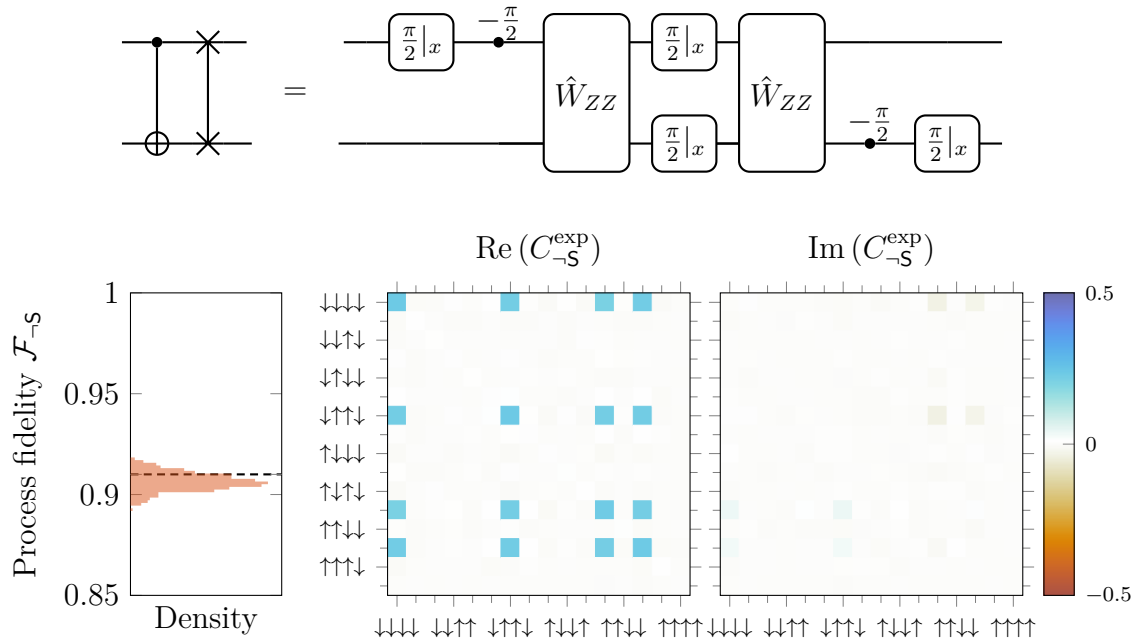 −π/2 −π/2
π/2|x π/2|x
= Ŵ_ZZ Ŵ_ZZ
π/2|x π/2|x
Re (C^exp_¬S) Im (C^exp_¬S)
Process fidelity F_¬S
1
0.95
0.9
0.85
Density
↓↓↓↓
↓↓↑↓
↓↑↓↓
↓↑↑↓
↑↓↓↓
↑↓↑↓
↑↑↓↓
↑↑↑↓
↓↓↓↓ ↓↓↑↑ ↓↑↑↓ ↑↓↓↑ ↑↑↓↓ ↑↑↑↑
↓↓↓↓ ↓↓↑↑ ↓↑↑↓ ↑↓↓↑ ↑↑↓↓ ↑↑↑↑
0.5
0
−0.5